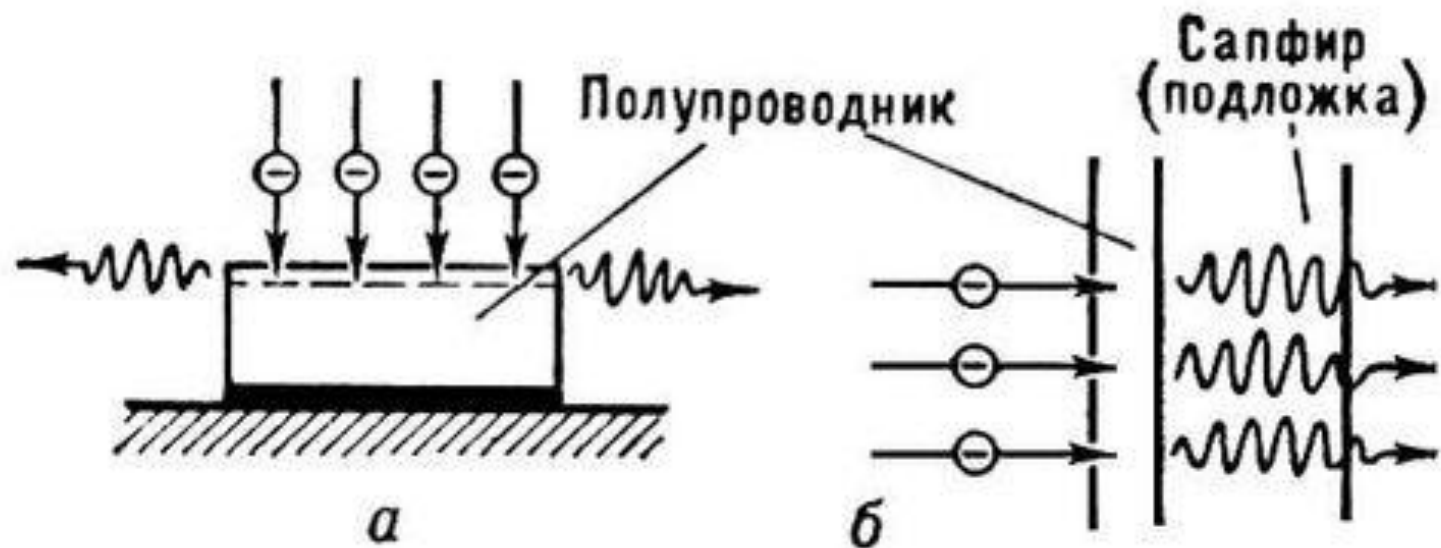 Сапфир
(подложка)
Полупроводник
а
б